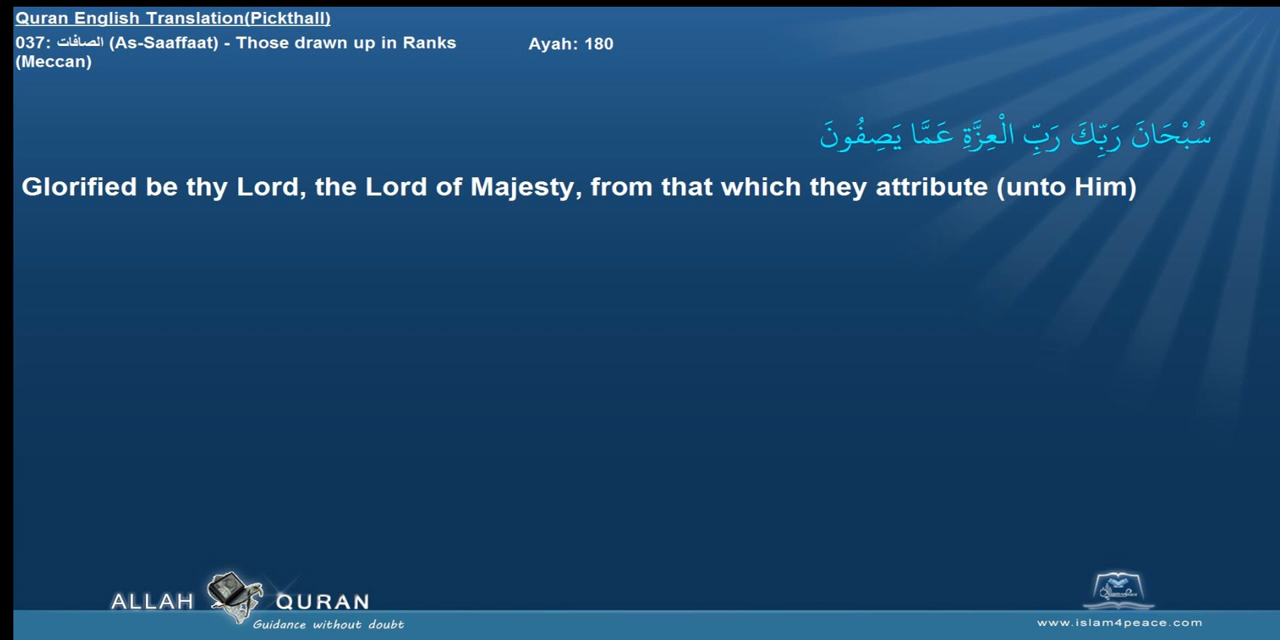 Quran English Translation(Pickthall)
037: الصافات (As-Saaffaat) - Those drawn up in Ranks
(Meccan)
Ayah: 180
سُبْحَانَ رَبِّكَ رَبِّ الْعِزَّةِ عَمَّا يَصِفُونَ
Glorified be thy Lord, the Lord of Majesty, from that which they attribute (unto Him)
ALLAH QURAN
Guidance without doubt
www.islam4peace.com